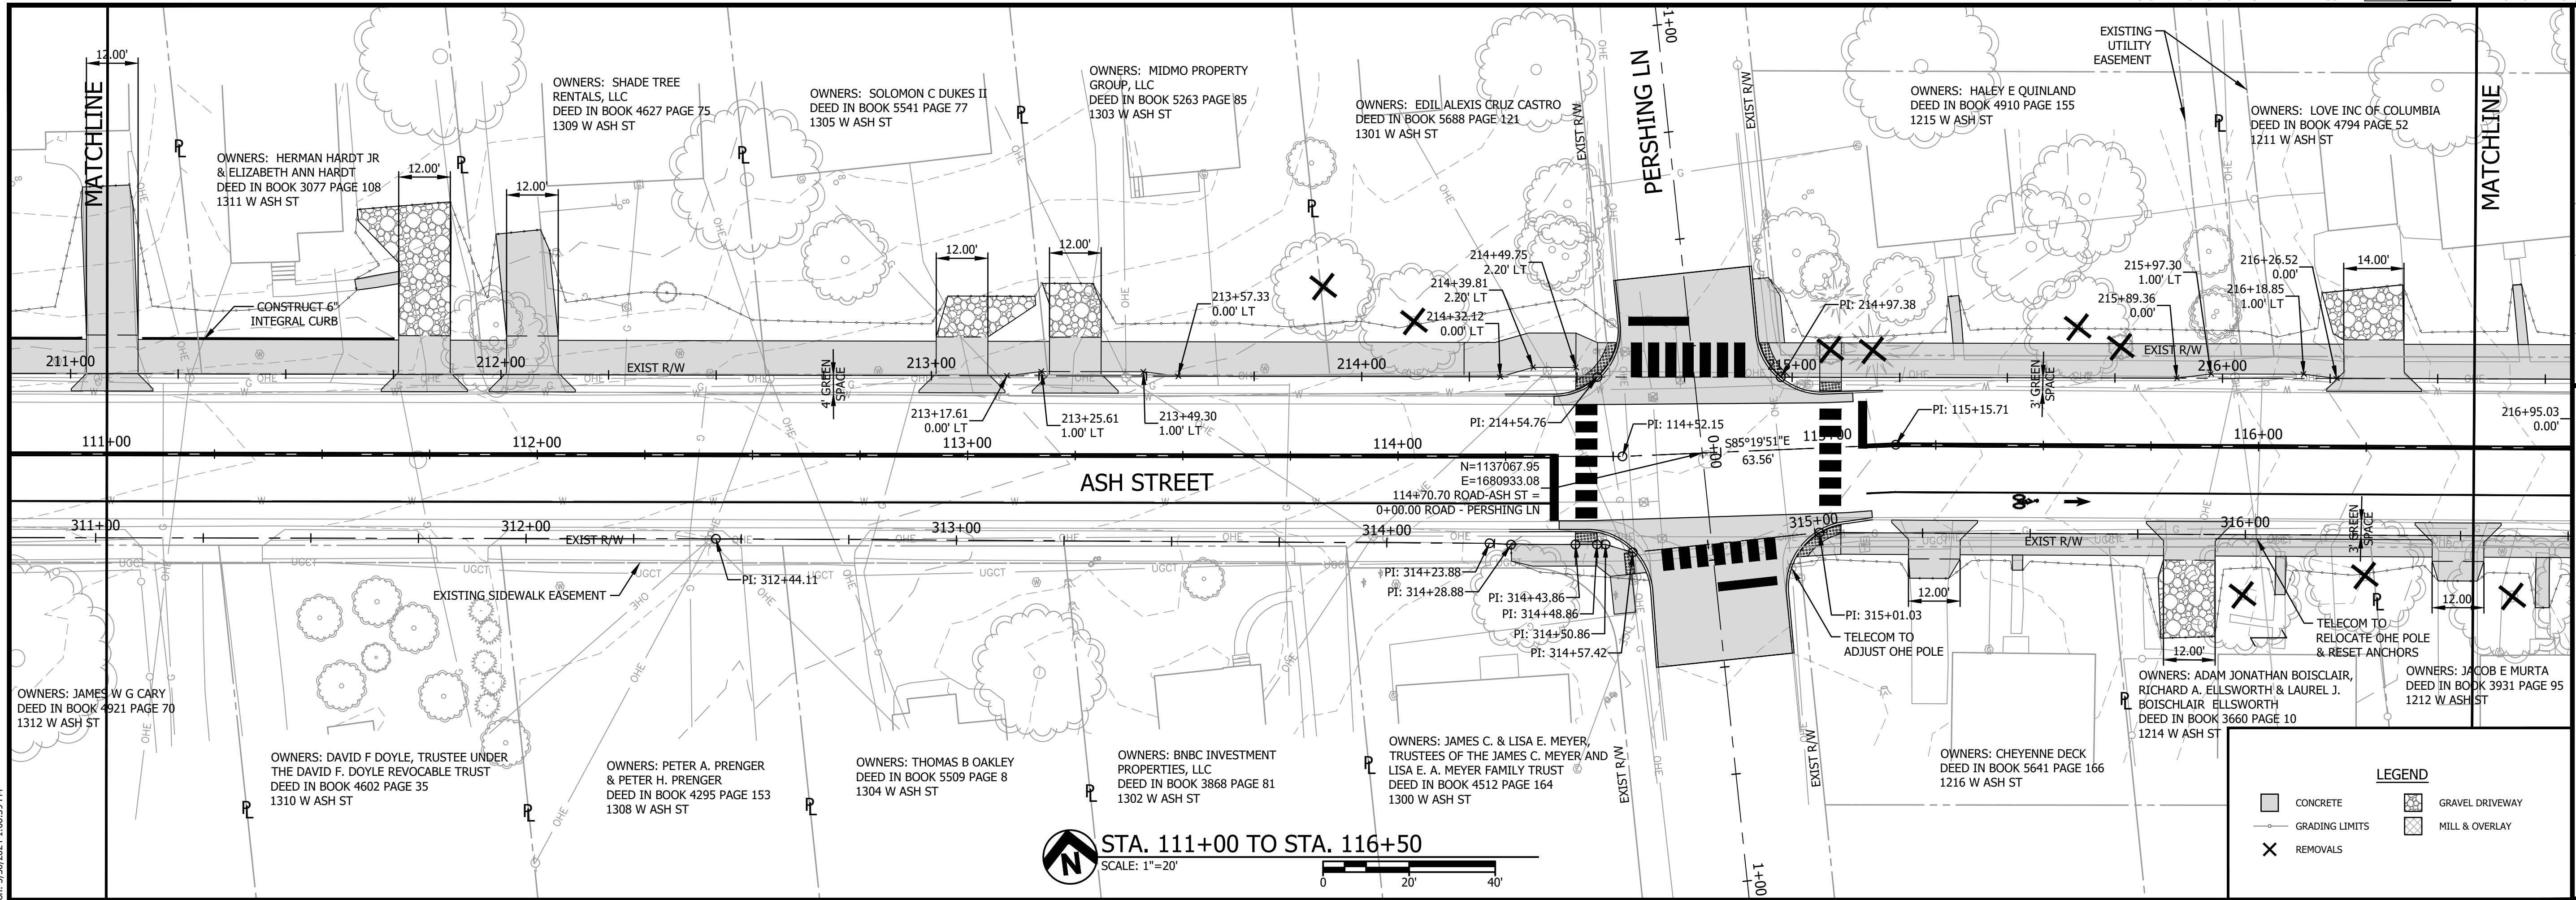 MATCHLINE
12.00'
OWNERS: HERMAN HARDT JR
& ELIZABETH ANN HARDT
DEED IN BOOK 3077 PAGE 108
1311 W ASH ST
12.00'
12.00'
OWNERS: SHADE TREE
RENTALS, LLC
DEED IN BOOK 4627 PAGE 75
1309 W ASH ST
OWNERS: SOLOMON C DUKES II
DEED IN BOOK 5541 PAGE 77
1305 W ASH ST
OWNERS: MIDMO PROPERTY
GROUP, LLC
DEED IN BOOK 5263 PAGE 85
1303 W ASH ST
OWNERS: EDIL ALEXIS CRUZ CASTRO
DEED IN BOOK 5688 PAGE 121
1301 W ASH ST
EXIST R/W
PERSHING LN
-1+00
EXIST R/W
OWNERS: HALEY E QUINLAND
DEED IN BOOK 4910 PAGE 155
1215 W ASH ST
EXISTING
UTILITY
EASEMENT
OWNERS: LOVE INC OF COLUMBIA
DEED IN BOOK 4794 PAGE 52
1211 W ASH ST
MATCHLINE
CONSTRUCT 6"
INTEGRAL CURB
12.00'
12.00'
213+57.33
0.00' LT
214+49.75
2.20' LT
214+39.81
2.20' LT
214+32.12
0.00' LT
PI: 214+97.38
215+97.30
1.00' LT
215+89.36
0.00'
216+26.52
0.00'
216+18.85
1.00' LT
14.00'
211+00
212+00
EXIST R/W
213+00
214+00
215+00
EXIST R/W
216+00
4' GREEN
SPACE
3' GREEN
SPACE
213+17.61
0.00' LT
213+25.61
1.00' LT
213+49.30
1.00' LT
PI: 214+54.76
PI: 114+52.15
PI: 115+15.71
216+95.03
0.00'
111+00
112+00
113+00
114+00
115+00
116+00
S85°19'51"E
63.56'
0+00
ASH STREET
N=1137067.95
E=1680933.08
114+70.70 ROAD-ASH ST =
0+00.00 ROAD - PERSHING LN
311+00
312+00
EXIST R/W
313+00
314+00
315+00
EXIST R/W
316+00
3' GREEN
SPACE
PI: 312+44.11
EXISTING SIDEWALK EASEMENT
PI: 314+23.88
PI: 314+28.88
PI: 314+43.86
PI: 314+48.86
PI: 314+50.86
PI: 314+57.42
PI: 315+01.03
TELECOM TO
ADJUST OHE POLE
12.00'
12.00'
12.00
TELECOM TO
RELOCATE OHE POLE
& RESET ANCHORS
OWNERS: JAMES W G CARY
DEED IN BOOK 4921 PAGE 70
1312 W ASH ST
OWNERS: DAVID F DOYLE, TRUSTEE UNDER
THE DAVID F. DOYLE REVOCABLE TRUST
DEED IN BOOK 4602 PAGE 35
1310 W ASH ST
OWNERS: PETER A. PRENGER
& PETER H. PRENGER
DEED IN BOOK 4295 PAGE 153
1308 W ASH ST
OWNERS: THOMAS B OAKLEY
DEED IN BOOK 5509 PAGE 8
1304 W ASH ST
OWNERS: BNBC INVESTMENT
PROPERTIES, LLC
DEED IN BOOK 3868 PAGE 81
1302 W ASH ST
OWNERS: JAMES C. & LISA E. MEYER,
TRUSTEES OF THE JAMES C. MEYER AND
LISA E. A. MEYER FAMILY TRUST
DEED IN BOOK 4512 PAGE 164
1300 W ASH ST
EXIST R/W
EXIST R/W
1+00
OWNERS: CHEYENNE DECK
DEED IN BOOK 5641 PAGE 166
1216 W ASH ST
OWNERS: ADAM JONATHAN BOISCLAIR,
RICHARD A. ELLSWORTH & LAUREL J.
BOISCHLAIR ELLSWORTH
DEED IN BOOK 3660 PAGE 10
1214 W ASH ST
OWNERS: JACOB E MURTA
DEED IN BOOK 3931 PAGE 95
1212 W ASH ST
N
STA. 111+00 TO STA. 116+50
SCALE: 1"=20'
0 20' 40'
LEGEND
CONCRETE
GRAVEL DRIVEWAY
GRADING LIMITS
MILL & OVERLAY
REMOVALS